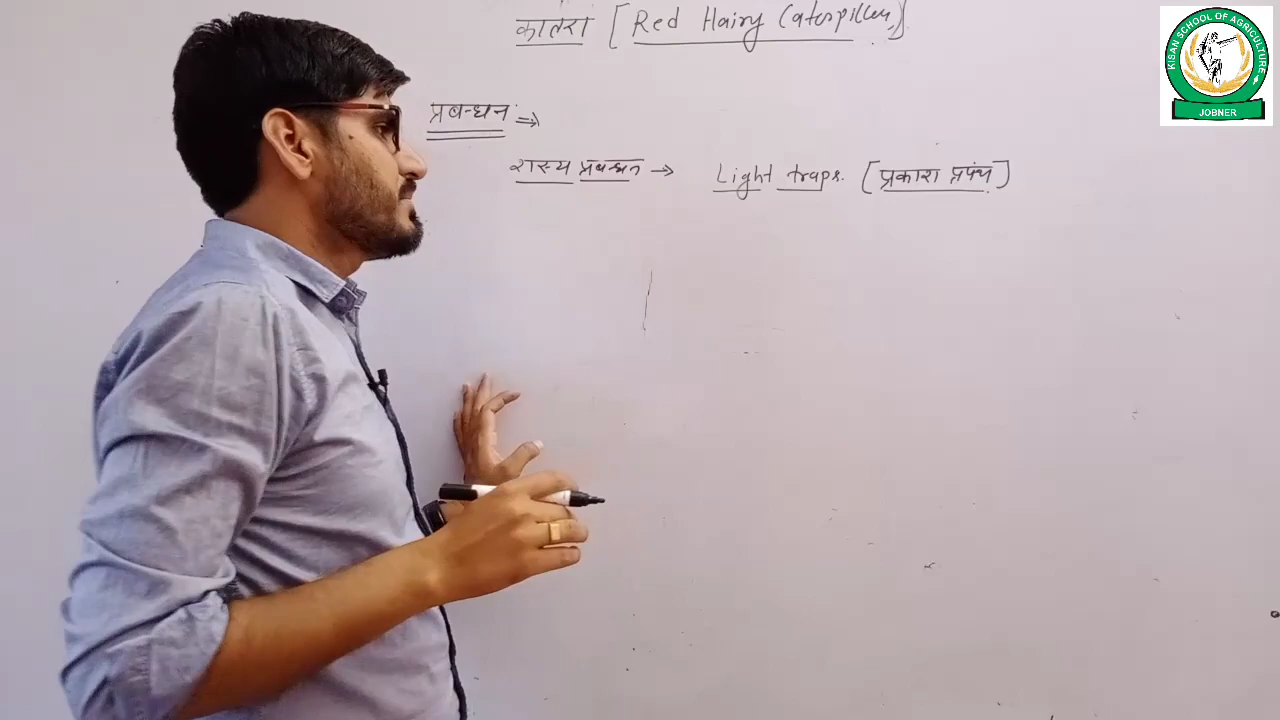 कातरा [Red Hairy Caterpillar]
प्रबन्धन ⇒
शस्य प्रबन्धन → Light traps. [प्रकाश प्रपंच]
KISAN SCHOOL OF AGRICULTURE
JOBNER